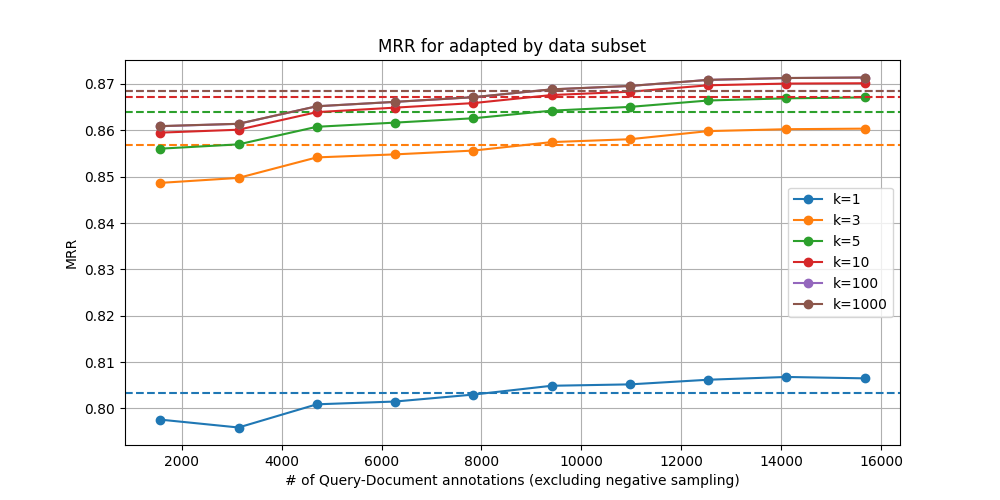 MRR for adapted by data subset
MRR
0.87
0.86
0.85
0.84
0.83
0.82
0.81
0.80
k=1
k=3
k=5
k=10
k=100
k=1000
2000 4000 6000 8000 10000 12000 14000 16000
# of Query-Document annotations (excluding negative sampling)